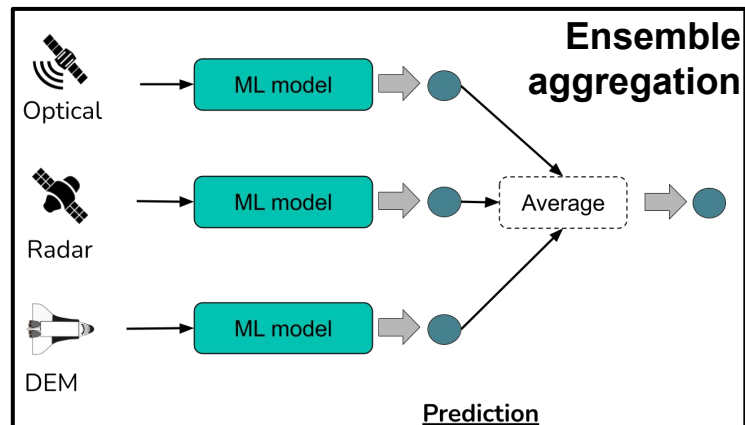 Ensemble
aggregation
Optical
ML model
Radar
ML model
Average
DEM
ML model
Prediction